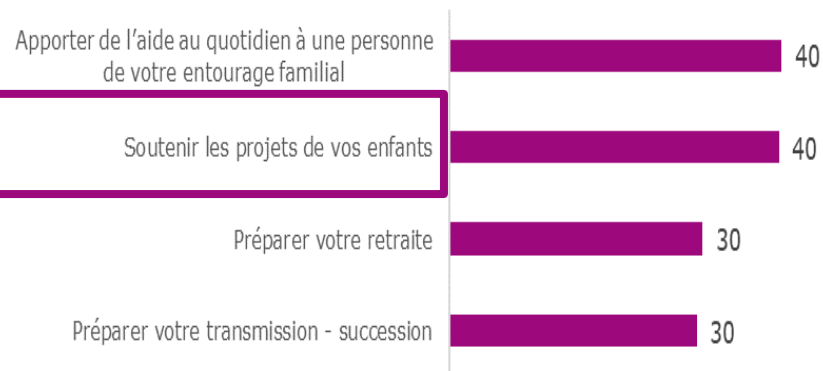 Apporter de l'aide au quotidien à une personne
de votre entourage familial
40
Soutenir les projets de vos enfants
40
Préparer votre retraite
30
Préparer votre transmission - succession
30